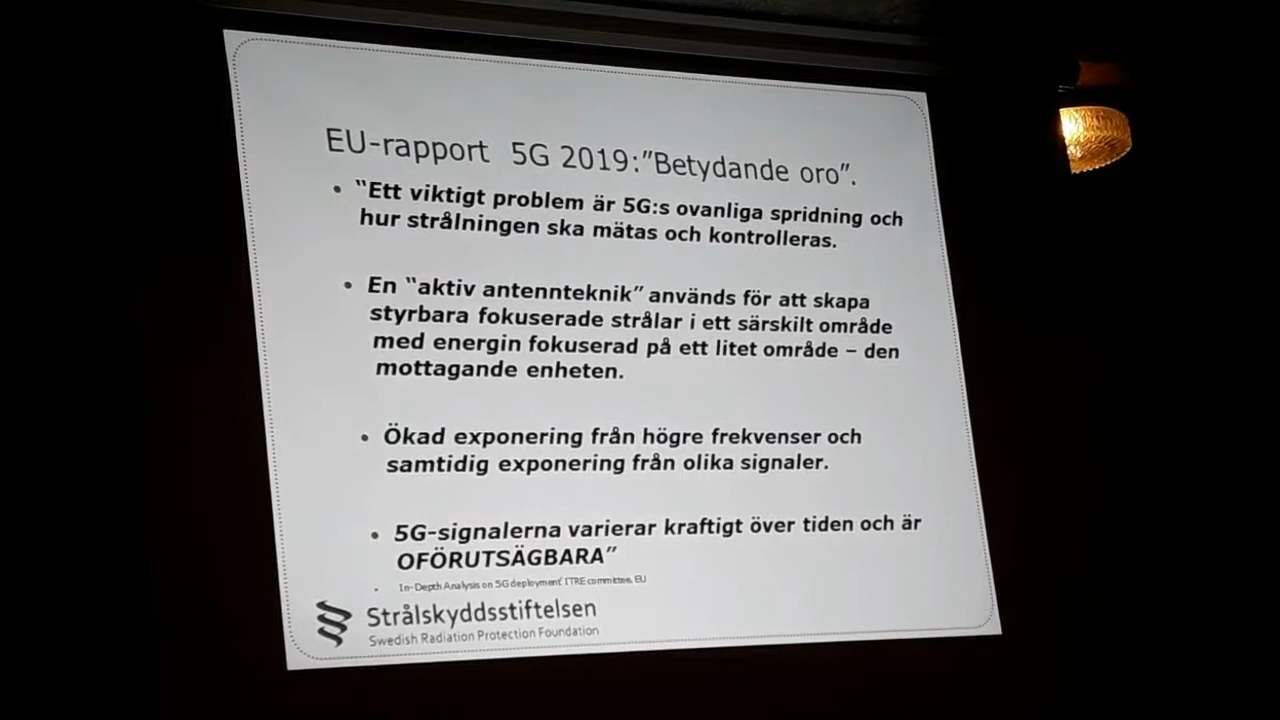 EU-rapport 5G 2019:"Betydande oro".
• "Ett viktigt problem är 5G:s ovanliga spridning och
hur strålningen ska mätas och kontrolleras.
• En "aktiv antennteknik" används för att skapa
styrbara fokuserade strålar i ett särskilt område
med energin fokuserad på ett litet område – den
mottagande enheten.
• Ökad exponering från högre frekvenser och
samtidig exponering från olika signaler.
• 5G-signalerna varierar kraftigt över tiden och är
OFÖRUTSÄGBARA"
• In-Depth Analysis on 5G deployment' ITRE committee, EU
Strålskyddsstiftelsen
Swedish Radiation Protection Foundation